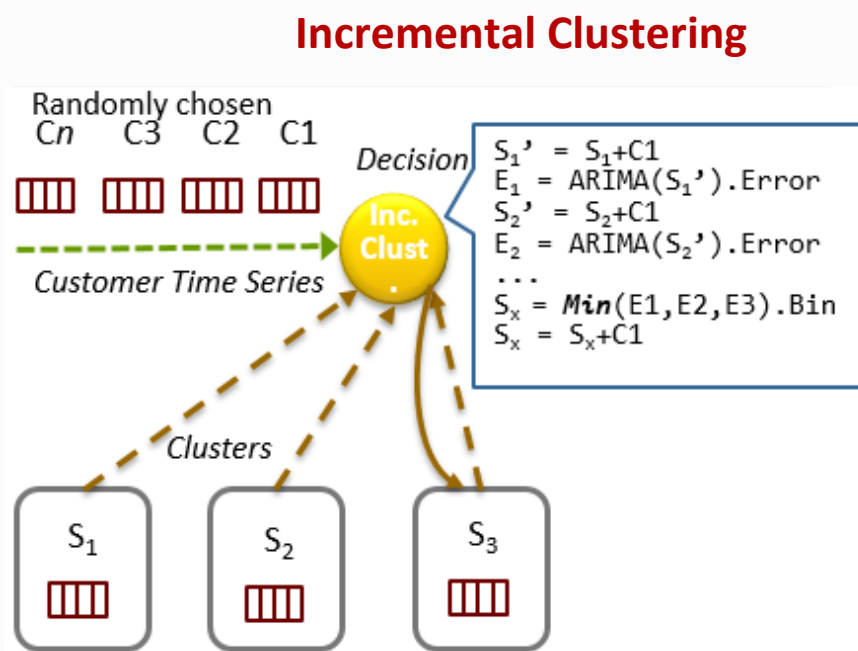 Incremental Clustering
Randomly chosen
Cn C3 C2 C1
Decision
S₁’ = S₁+C1
E₁ = ARIMA(S₁’).Error
S₂’ = S₂+C1
E₂ = ARIMA(S₂’).Error
...
Sₓ = Min(E1,E2,E3).Bin
Sₓ = Sₓ+C1
Inc.
Clust
.
Customer Time Series
Clusters
S₁ S₂ S₃